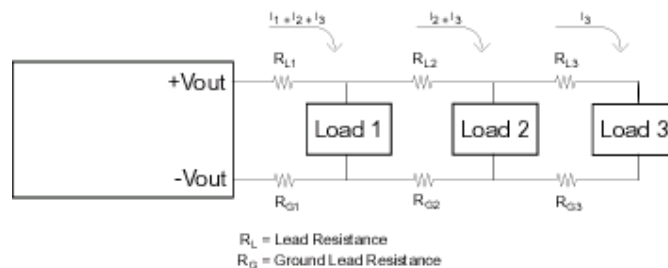 I1 + I2 + I3
I2 + I3
I3
RL1
RL2
RL3
+Vout
Load 1
Load 2
Load 3
-Vout
RG1
RG2
RG3
RL = Lead Resistance
RG = Ground Lead Resistance